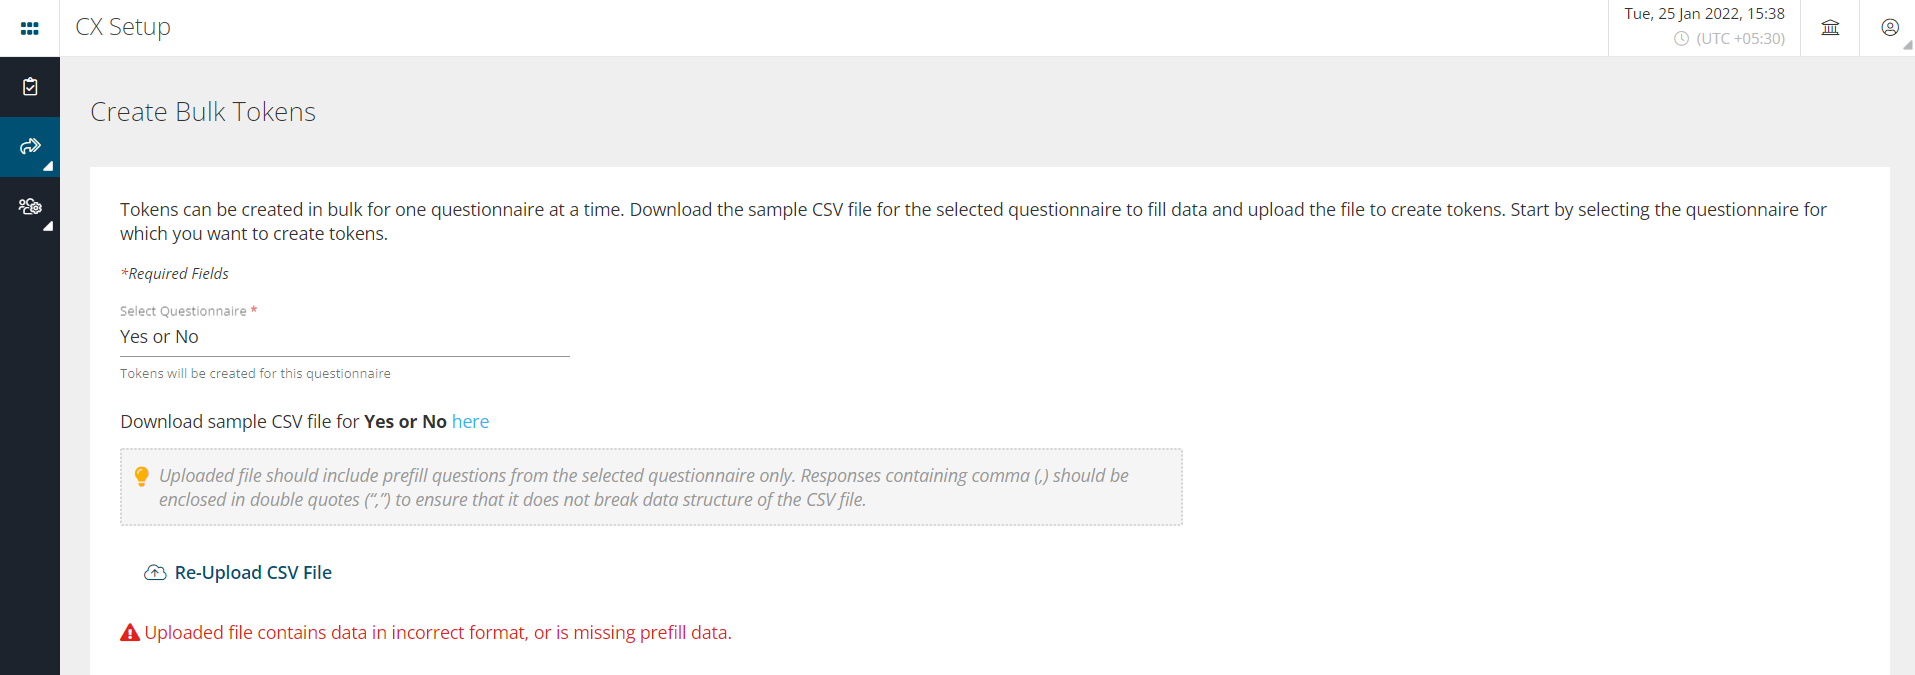 CX Setup
Tue, 25 Jan 2022, 15:38
(UTC +05:30)
Create Bulk Tokens
Tokens can be created in bulk for one questionnaire at a time. Download the sample CSV file for the selected questionnaire to fill data and upload the file to create tokens. Start by selecting the questionnaire for
which you want to create tokens.
*Required Fields
Select Questionnaire *
Yes or No
Tokens will be created for this questionnaire
Download sample CSV file for Yes or No here
Uploaded file should include prefill questions from the selected questionnaire only. Responses containing comma (,) should be
enclosed in double quotes (“,”) to ensure that it does not break data structure of the CSV file.
Re-Upload CSV File
Uploaded file contains data in incorrect format, or is missing prefill data.